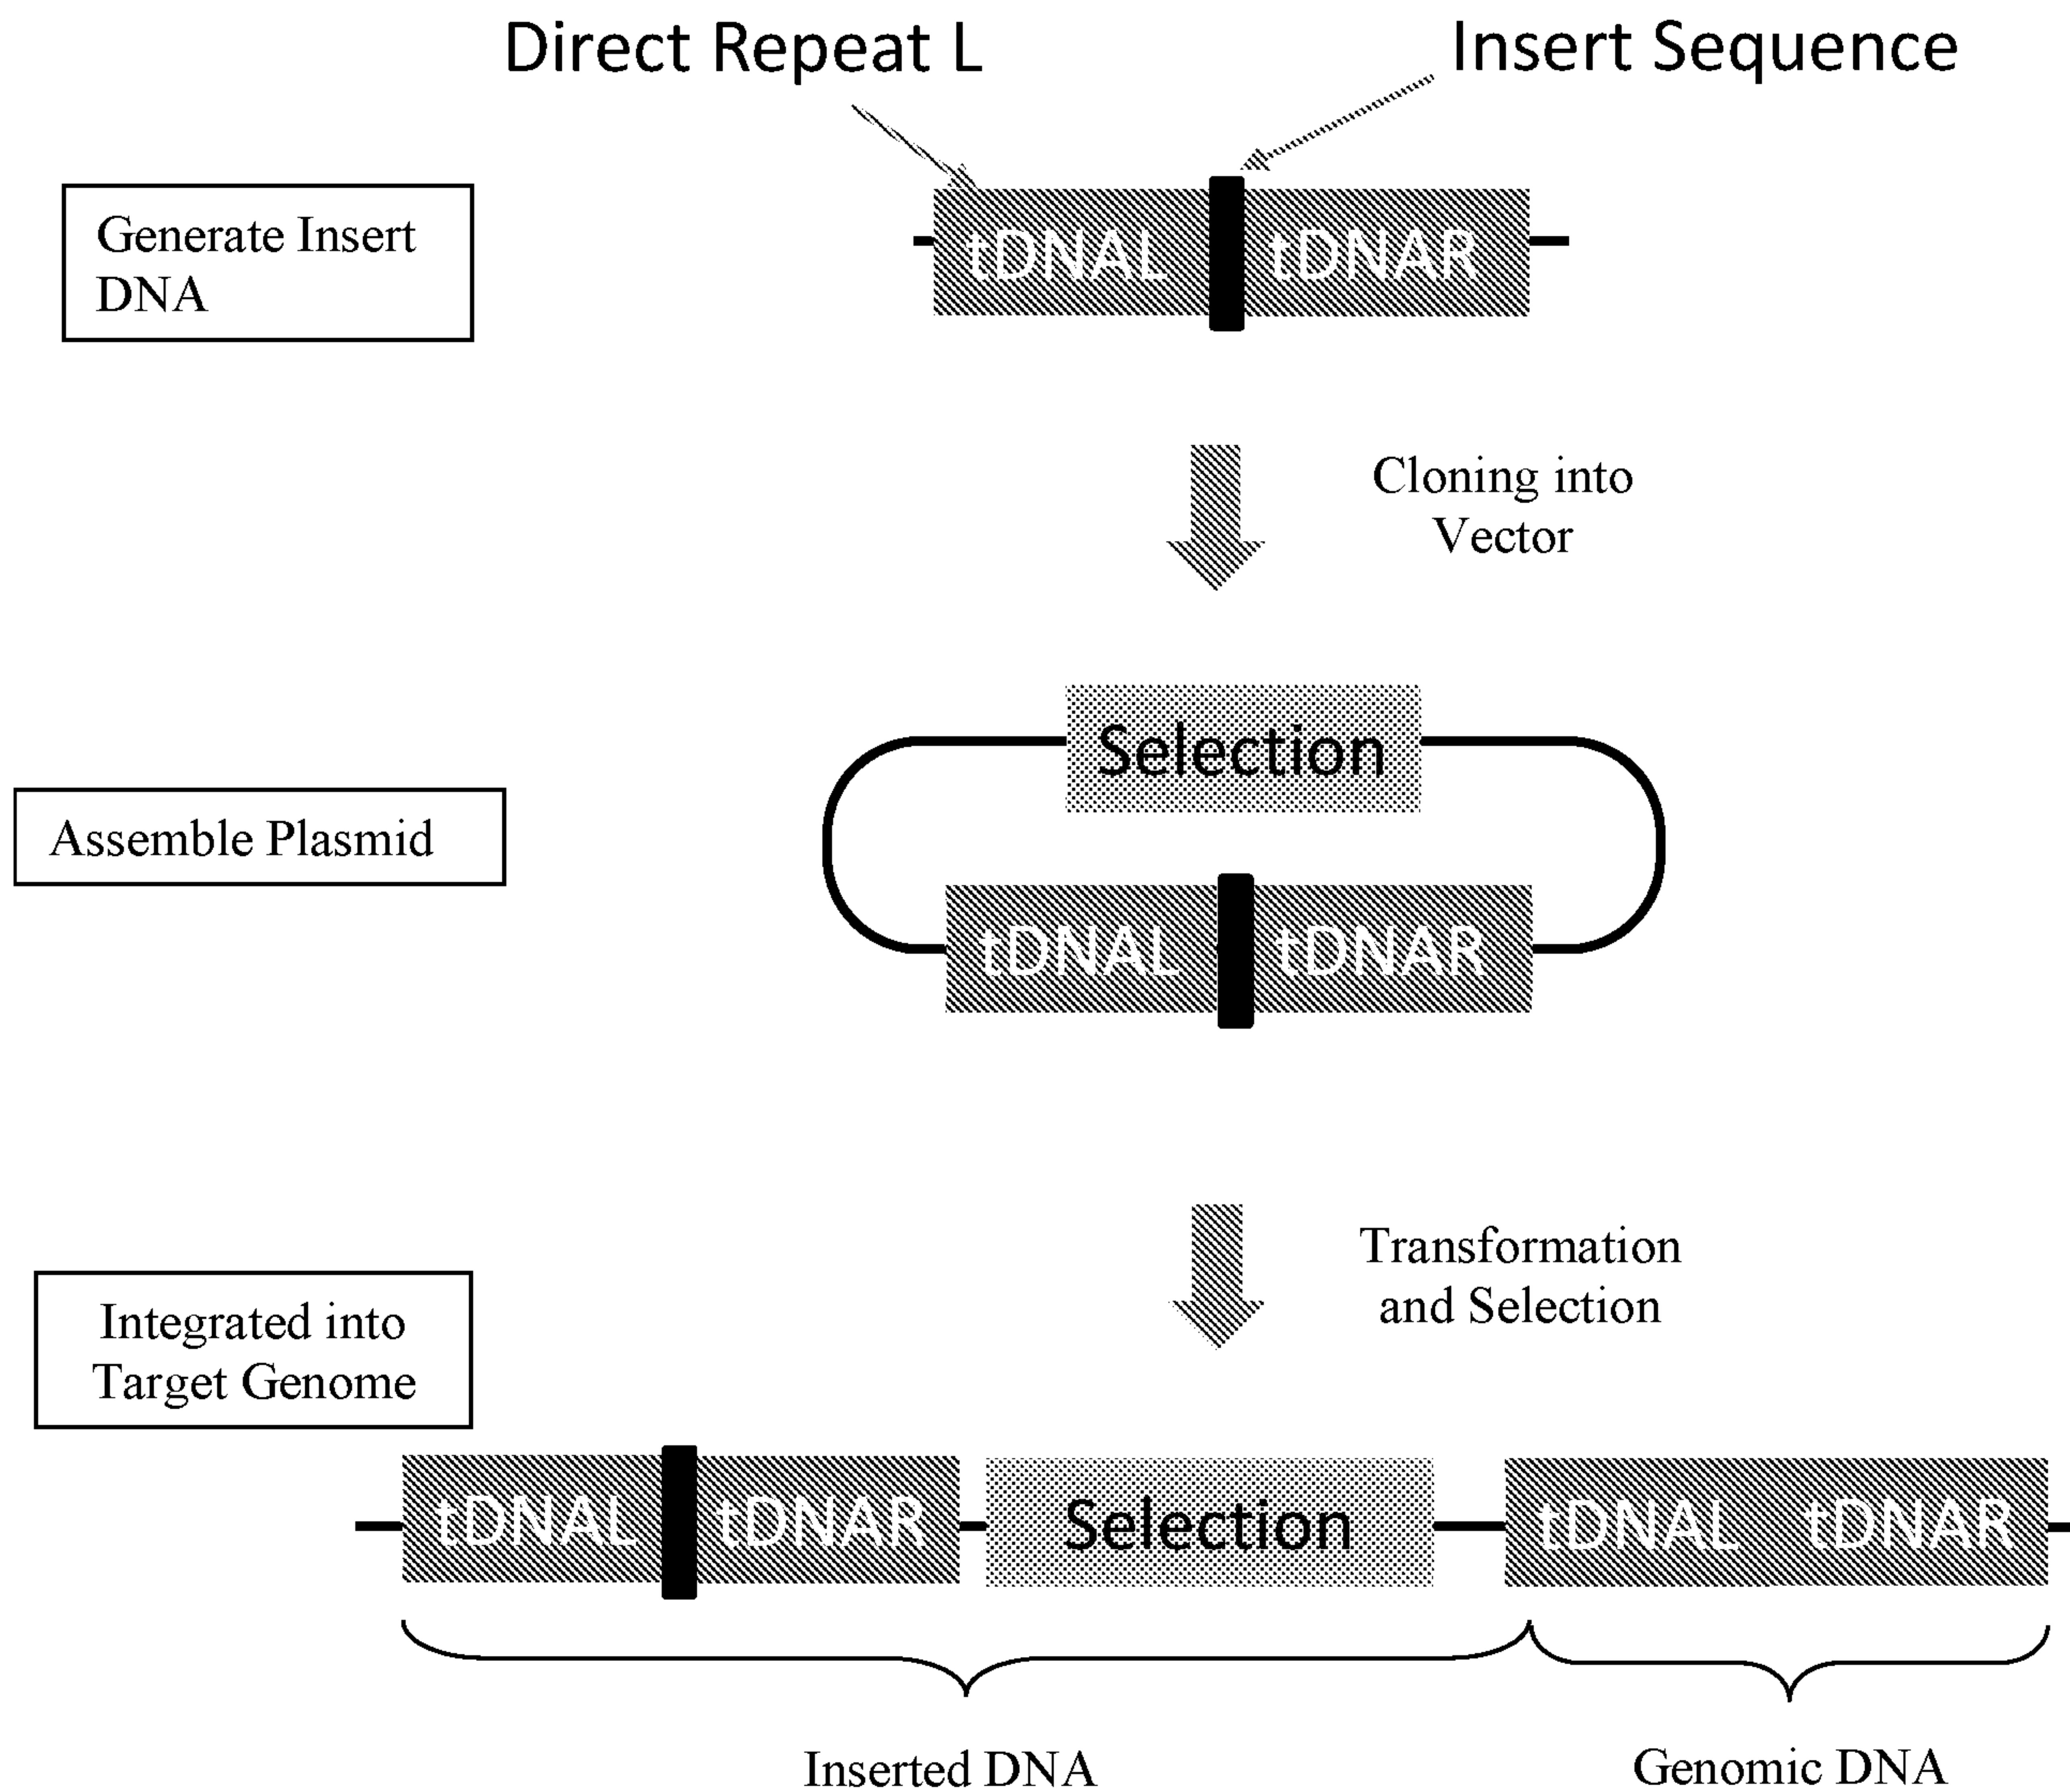 Direct Repeat L
Insert Sequence
Generate Insert
DNA
tDNAL
tDNAR
Cloning into
Vector
Selection
Assemble Plasmid
tDNAL
tDNAR
Transformation
and Selection
Integrated into
Target Genome
tDNAL
tDNAR
Selection
tDNAL
tDNAR
Inserted DNA
Genomic DNA